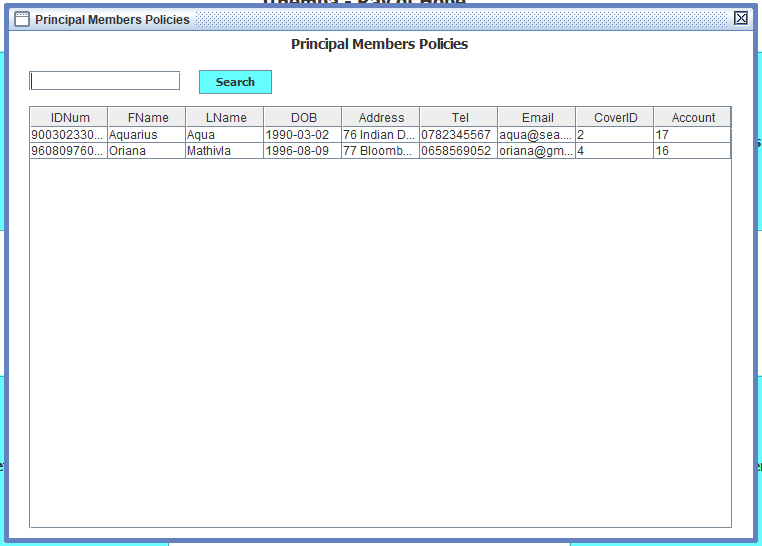 Principal Members Policies
Principal Members Policies
Search
IDNum FName LName DOB Address Tel Email CoverID Account
900302330... Aquarius Aqua 1990-03-02 76 Indian D... 0782345567 aqua@sea.... 2 17
960809760... Oriana Mathivla 1996-08-09 77 Bloomb... 0658569052 oriana@gm... 4 16